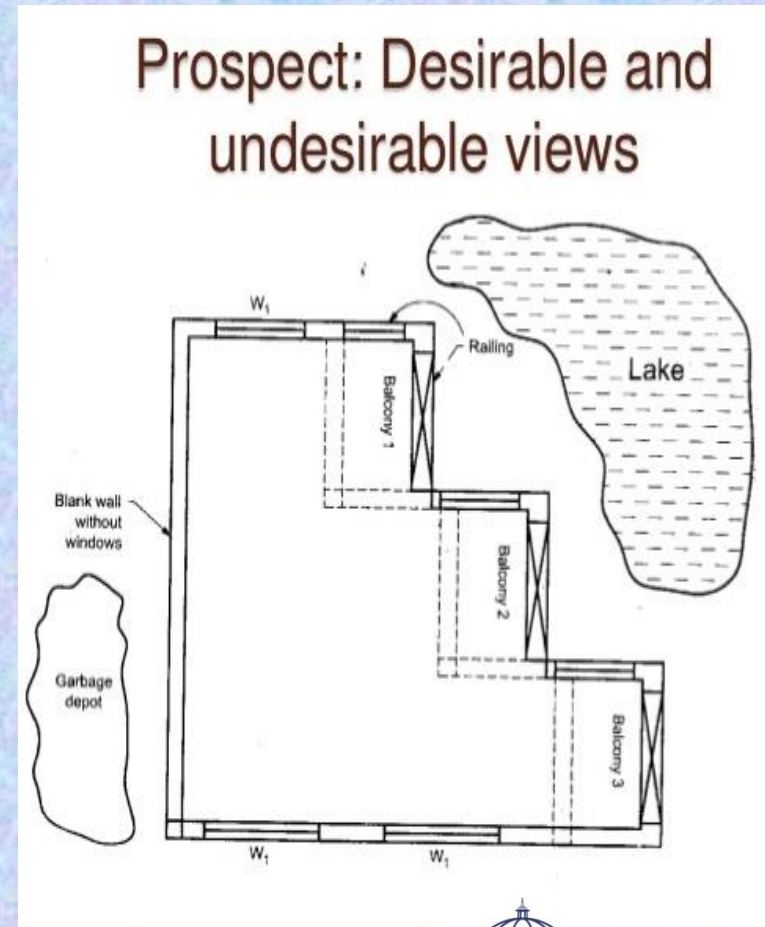 Prospect: Desirable and
undesirable views
W1
Railing
Lake
Balcony 1
Blank wall
without
windows
Balcony 2
Garbage
depot
Balcony 3
W1
W1